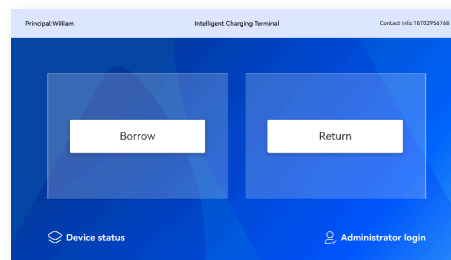 Principal:William
Intelligent Charging Terminal
Contact info:18702956768
Borrow
Return
Device status
Administrator login